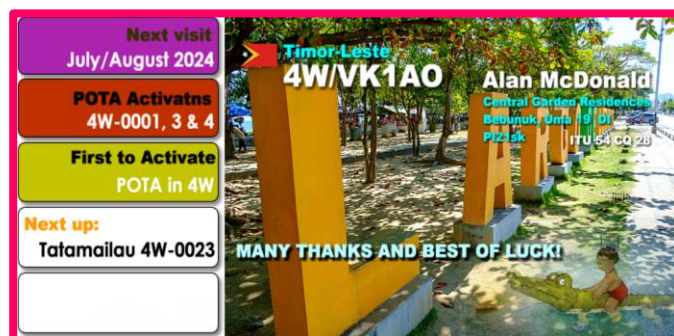 Next visit
July/August 2024
POTA Activatns
4W-0001, 3 & 4
First to Activate
POTA in 4W
Next up:
Tatamailau 4W-0023
Timor-Leste
4W/VK1AO
Alan McDonald
Central Garden Residences
Bebunuk, Uma 19, DI
PI21sk
ITU 54 CQ 28
MANY THANKS AND BEST OF LUCK!